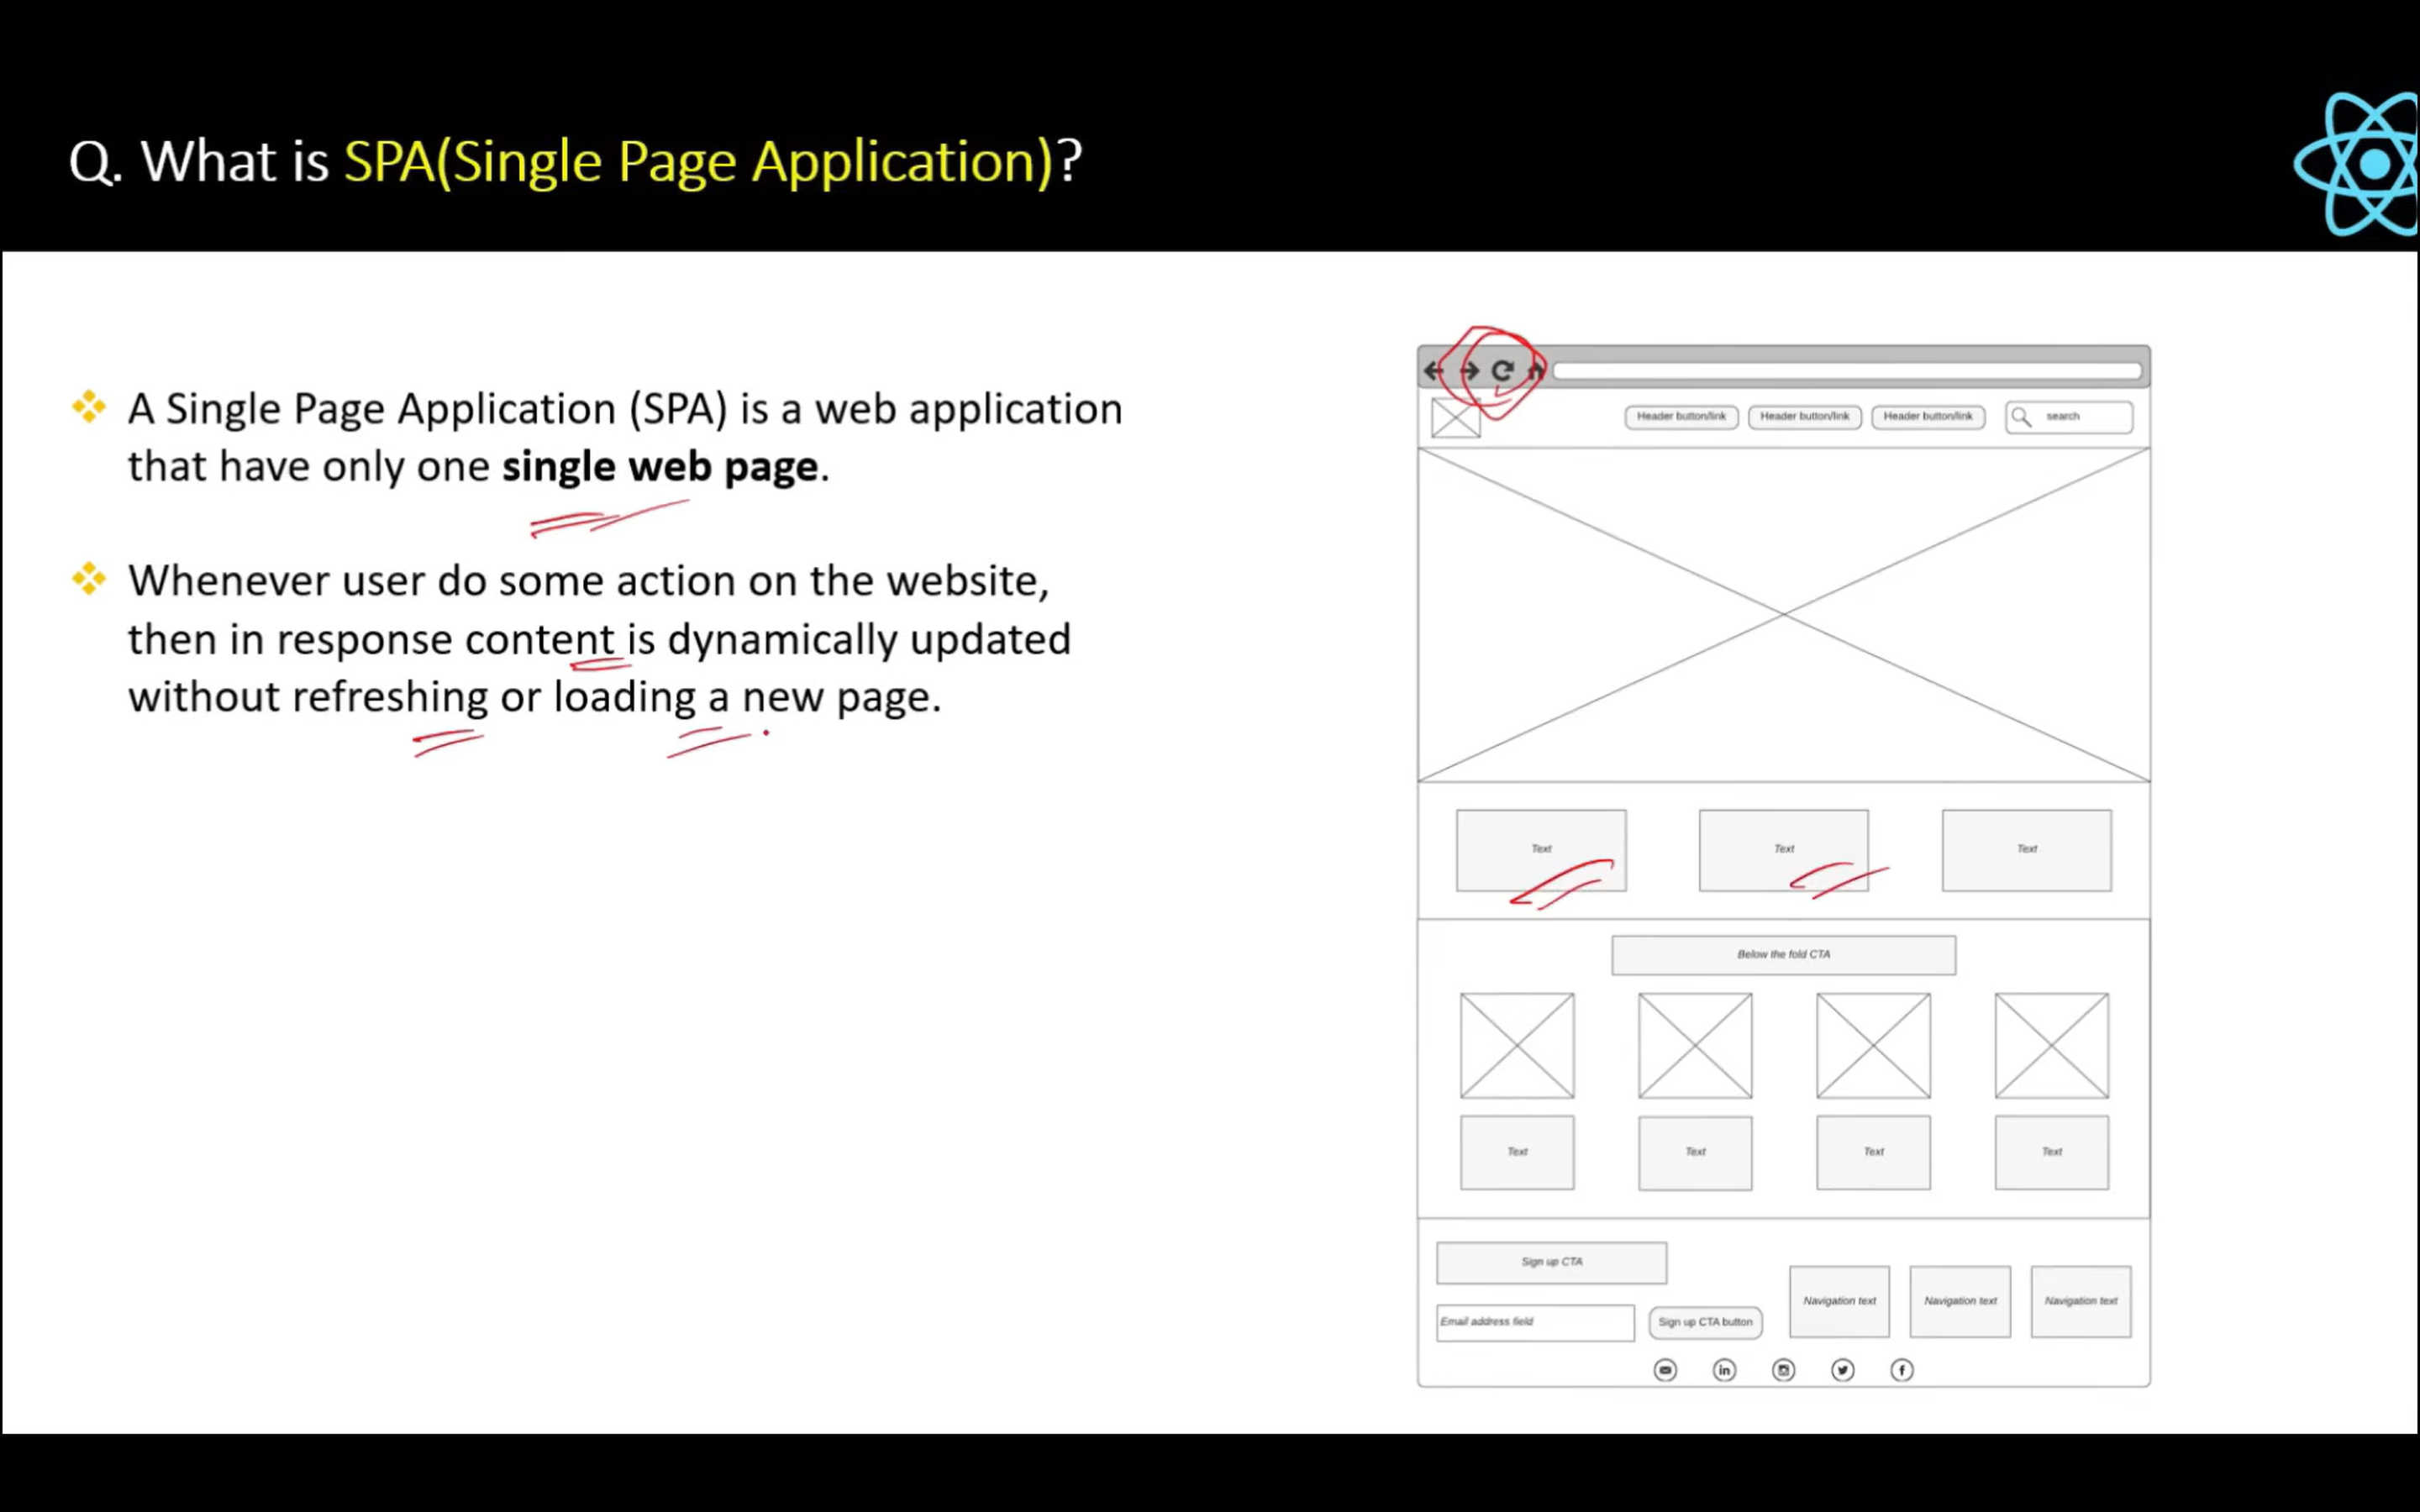 Q. What is SPA(Single Page Application)?
A Single Page Application (SPA) is a web application
that have only one single web page.
Whenever user do some action on the website,
then in response content is dynamically updated
without refreshing or loading a new page.
Header button/link Header button/link Header button/link search
Text Text Text
Below the fold CTA
Text Text Text Text
Sign up CTA
Navigation text Navigation text Navigation text
Email address field Sign up CTA button
in f